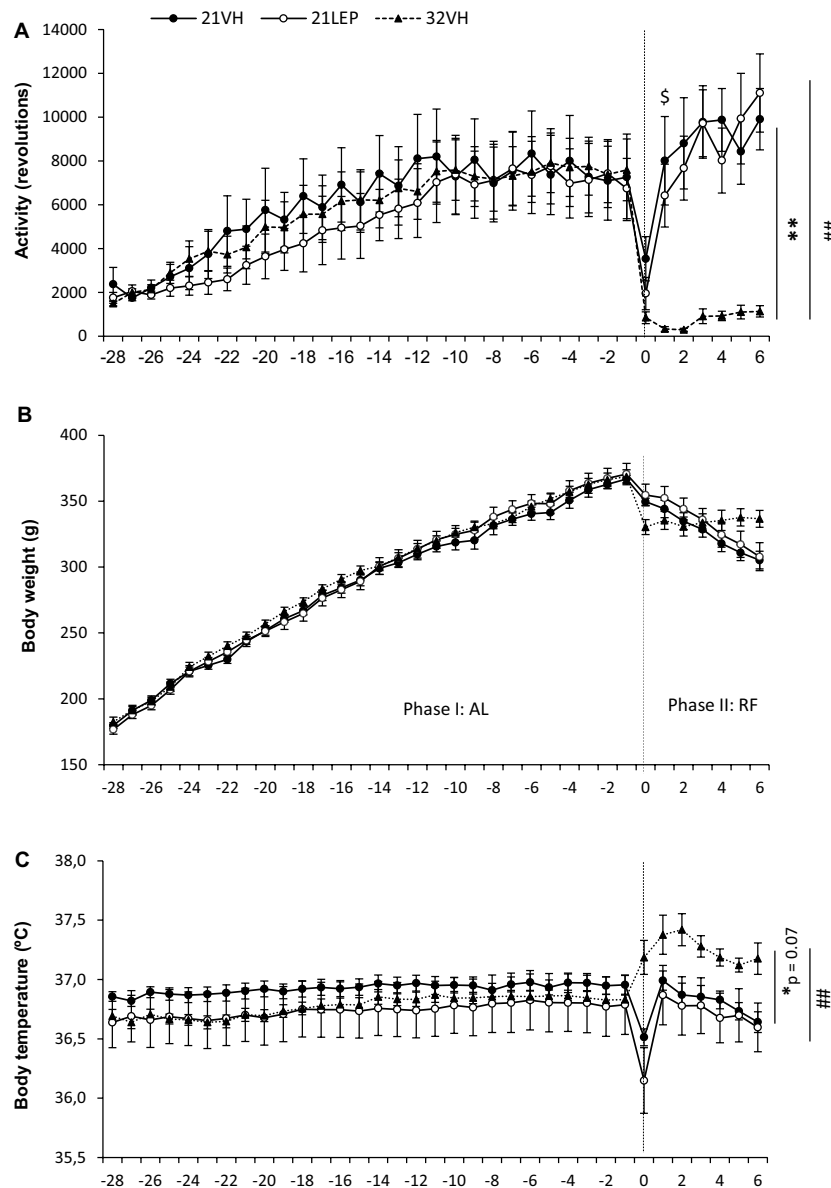 21VH 21LEP 32VH
A
Activity (revolutions)
14000
12000
10000
8000
6000
4000
2000
0
$
**
##
-28 -26 -24 -22 -20 -18 -16 -14 -12 -10 -8 -6 -4 -2 0 2 4 6
B
Body weight (g)
400
350
300
250
200
150
Phase I: AL
Phase II: RF
-28 -26 -24 -22 -20 -18 -16 -14 -12 -10 -8 -6 -4 -2 0 2 4 6
C
Body temperature (ºC)
38,0
37,5
37,0
36,5
36,0
35,5
* p = 0.07
##
-28 -26 -24 -22 -20 -18 -16 -14 -12 -10 -8 -6 -4 -2 0 2 4 6